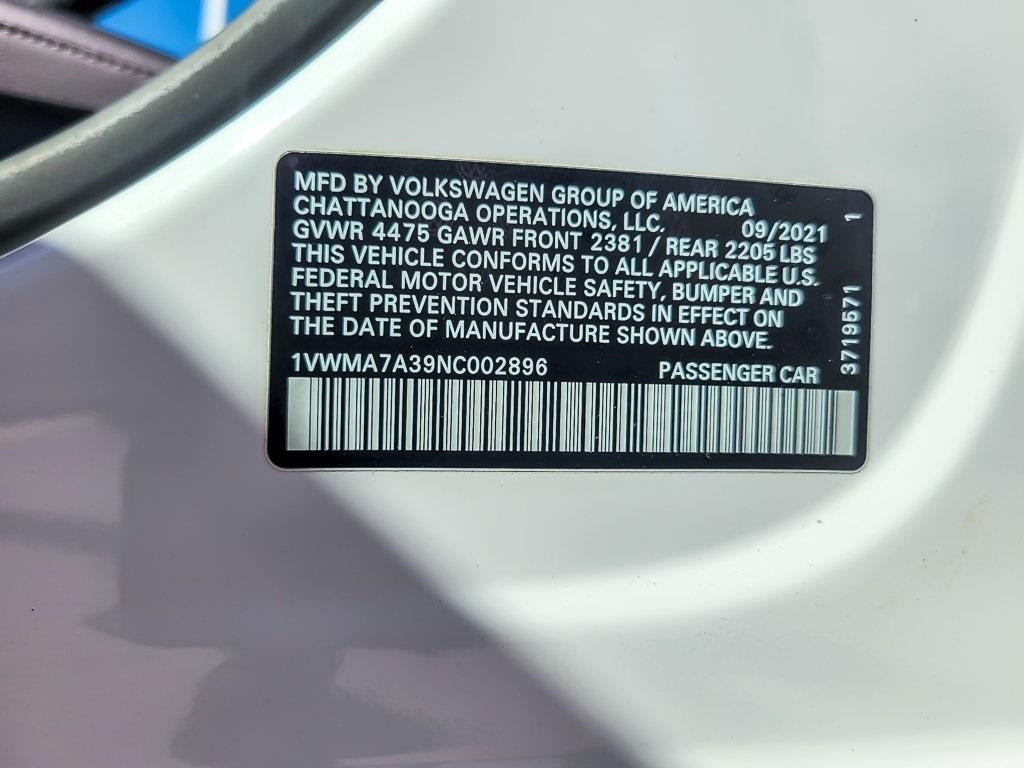 MFD BY VOLKSWAGEN GROUP OF AMERICA
CHATTANOOGA OPERATIONS, LLC. 09/2021
GVWR 4475 GAWR FRONT 2381 / REAR 2205 LBS
THIS VEHICLE CONFORMS TO ALL APPLICABLE U.S.
FEDERAL MOTOR VEHICLE SAFETY, BUMPER AND
THEFT PREVENTION STANDARDS IN EFFECT ON
THE DATE OF MANUFACTURE SHOWN ABOVE.
1VWMA7A39NC002896 PASSENGER CAR
3719571 1